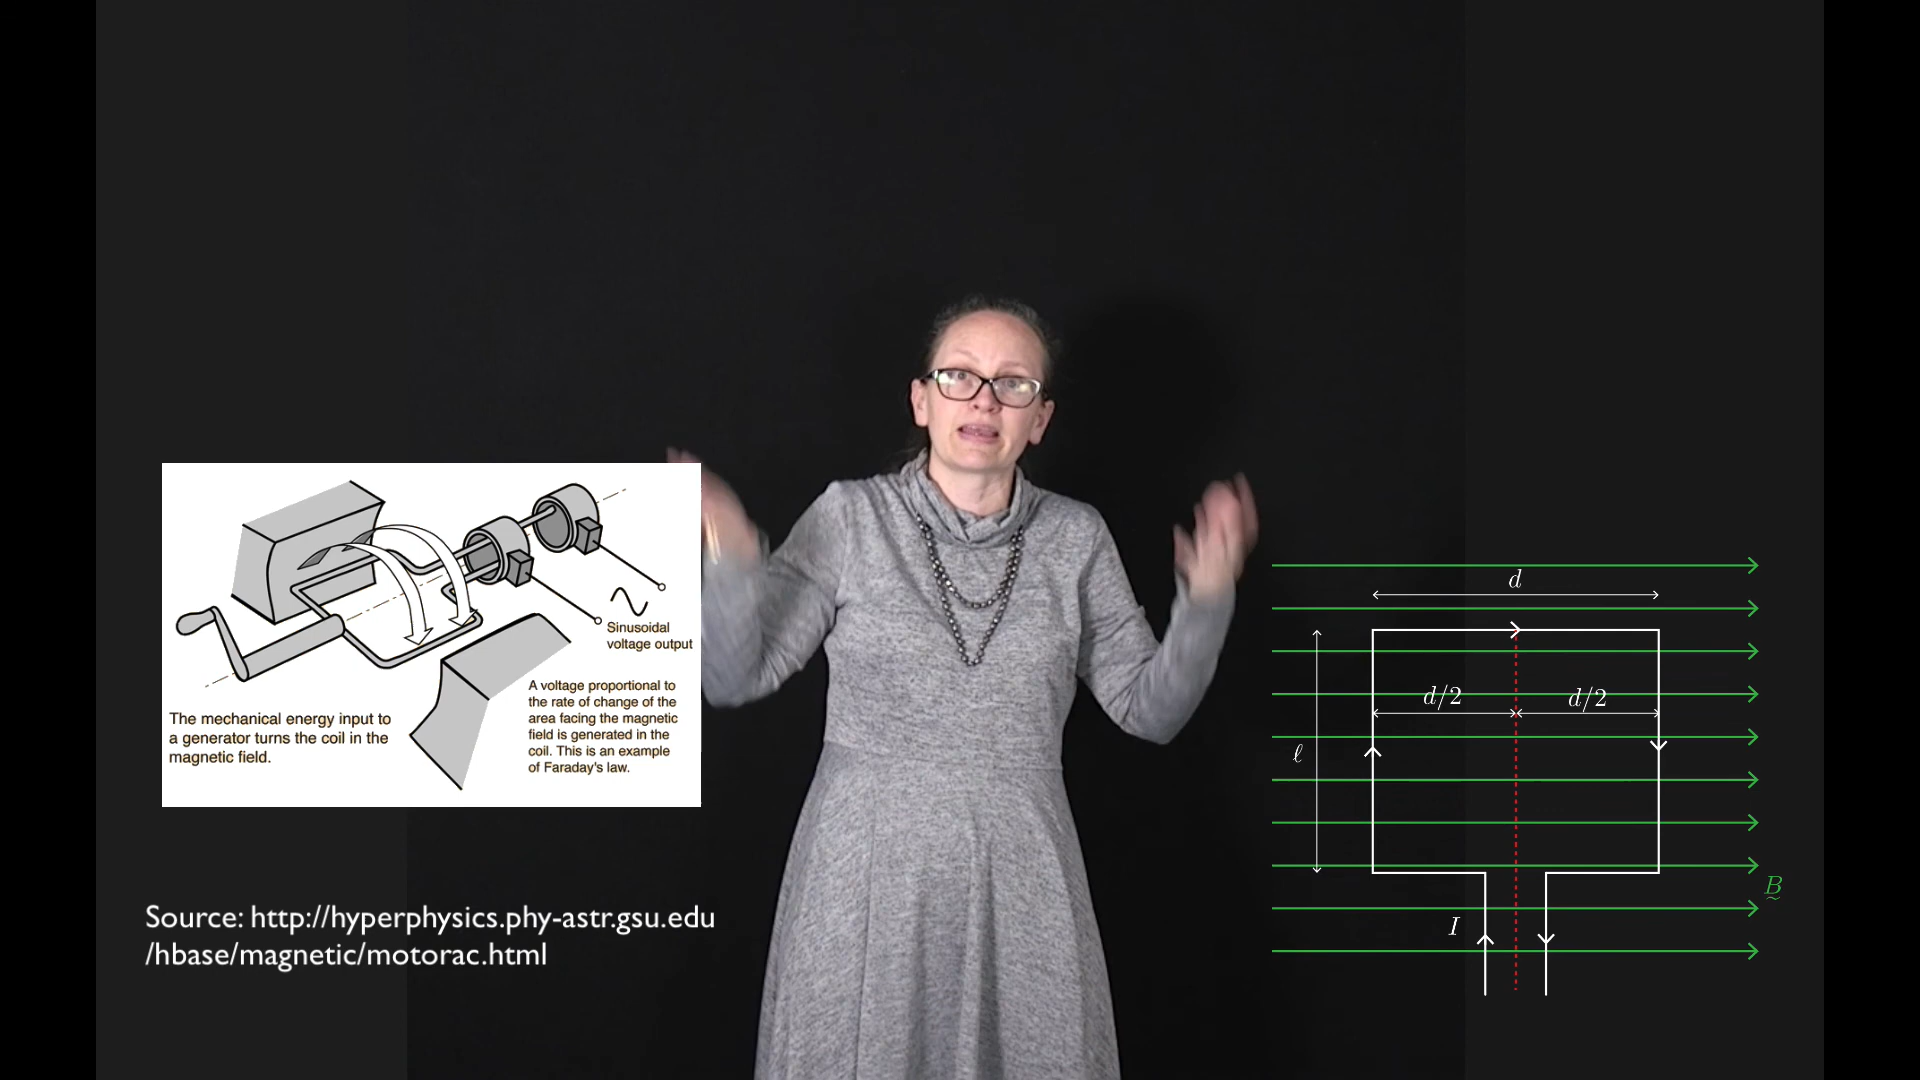 Sinusoidal
voltage output
A voltage proportional to
the rate of change of the
area facing the magnetic
field is generated in the
coil. This is an example
of Faraday's law.
The mechanical energy input to
a generator turns the coil in the
magnetic field.
Source: http://hyperphysics.phy-astr.gsu.edu
/hbase/magnetic/motorac.html
d
d/2
d/2
ℓ
B
I